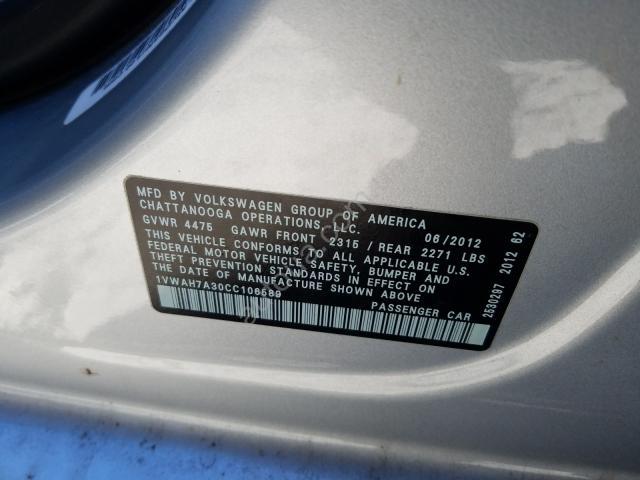 MFD BY VOLKSWAGEN GROUP OF AMERICA
CHATTANOOGA OPERATIONS, LLC. 06/2012
GVWR 4475 GAWR FRONT 2315 / REAR 2271 LBS
THIS VEHICLE CONFORMS TO ALL APPLICABLE U.S.
FEDERAL MOTOR VEHICLE SAFETY, BUMPER AND
THEFT PREVENTION STANDARDS IN EFFECT ON
THE DATE OF MANUFACTURE SHOWN ABOVE
1VWAH7A30CC108689
PASSENGER CAR
2530297 2012 62